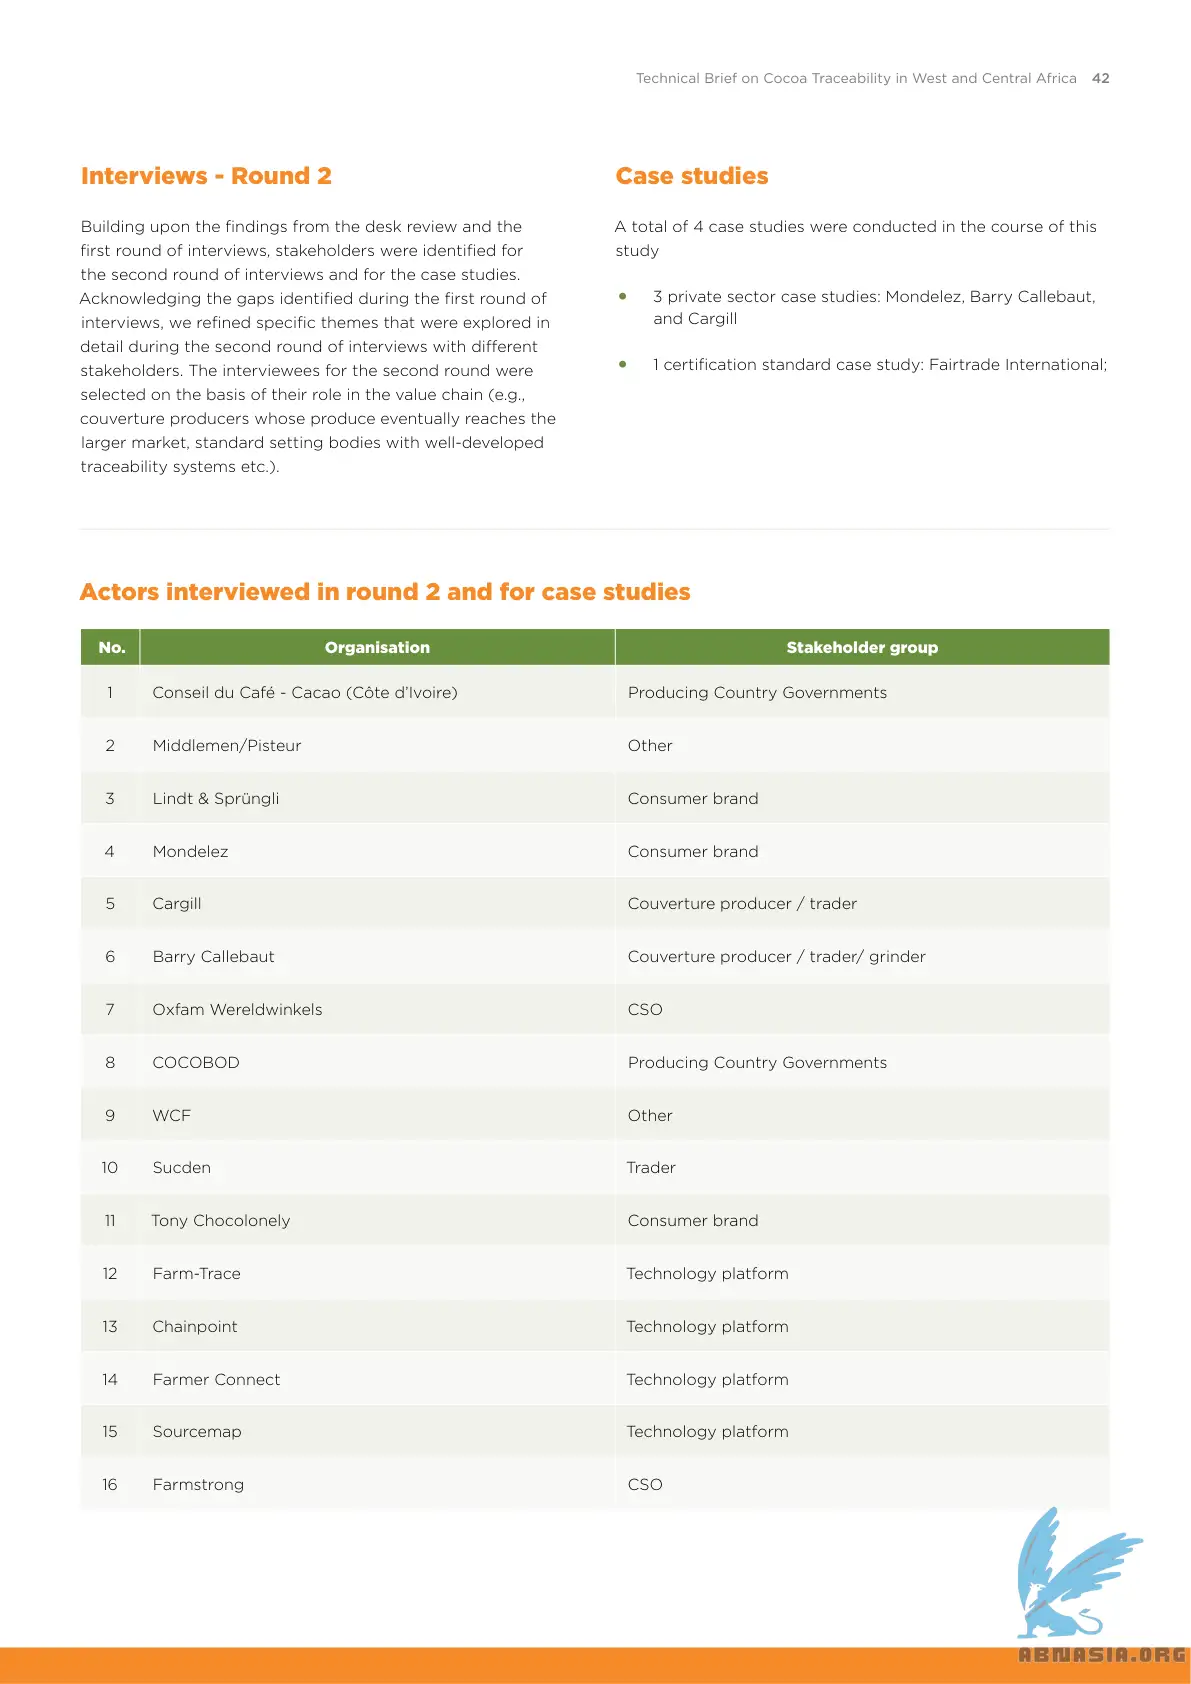 Technical Brief on Cocoa Traceability in West and Central Africa 42
Interviews - Round 2
Building upon the findings from the desk review and the
first round of interviews, stakeholders were identified for
the second round of interviews and for the case studies.
Acknowledging the gaps identified during the first round of
interviews, we refined specific themes that were explored in
detail during the second round of interviews with different
stakeholders. The interviewees for the second round were
selected on the basis of their role in the value chain (e.g.,
couverture producers whose produce eventually reaches the
larger market, standard setting bodies with well-developed
traceability systems etc.).
Case studies
A total of 4 case studies were conducted in the course of this
study
• 3 private sector case studies: Mondelez, Barry Callebaut,
and Cargill
• 1 certification standard case study: Fairtrade International;
Actors interviewed in round 2 and for case studies
No. Organisation Stakeholder group
1 Conseil du Café - Cacao (Côte d’Ivoire) Producing Country Governments
2 Middlemen/Pisteur Other
3 Lindt & Sprüngli Consumer brand
4 Mondelez Consumer brand
5 Cargill Couverture producer / trader
6 Barry Callebaut Couverture producer / trader/ grinder
7 Oxfam Wereldwinkels CSO
8 COCOBOD Producing Country Governments
9 WCF Other
10 Sucden Trader
11 Tony Chocolonely Consumer brand
12 Farm-Trace Technology platform
13 Chainpoint Technology platform
14 Farmer Connect Technology platform
15 Sourcemap Technology platform
16 Farmstrong CSO
ABNASIA.ORG